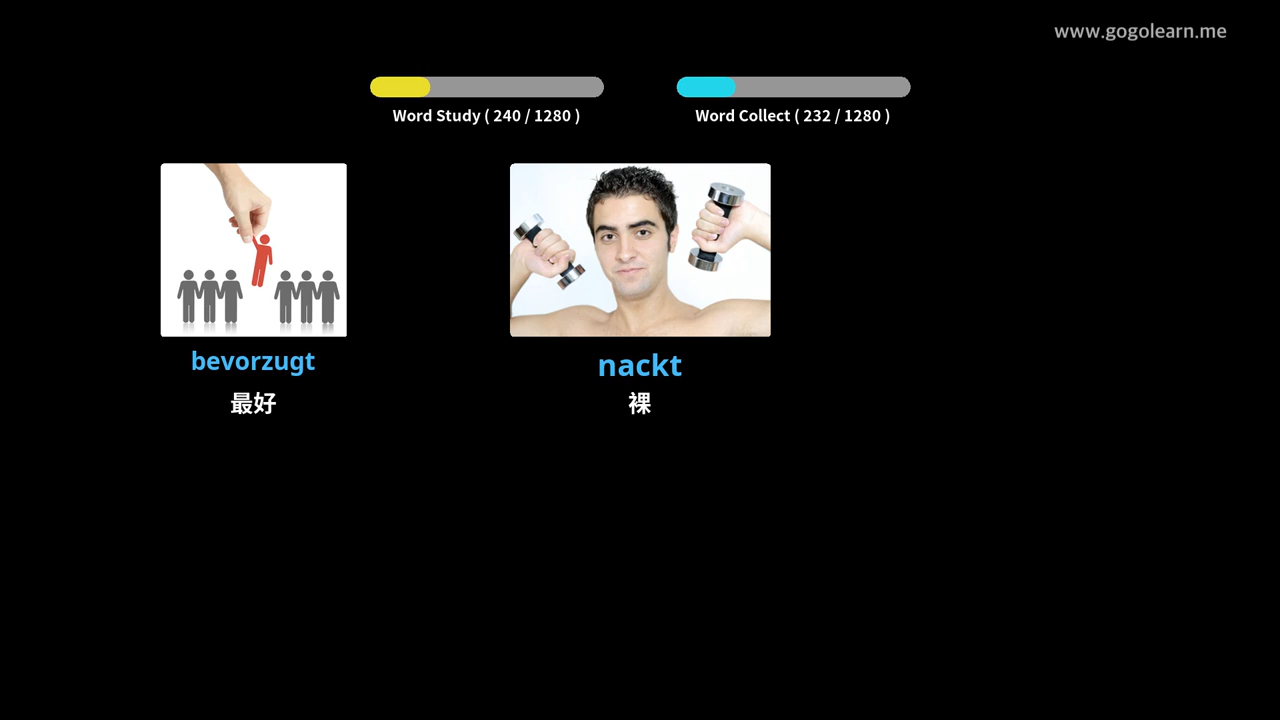 www.gogolearn.me
Word Study ( 240 / 1280 )
Word Collect ( 232 / 1280 )
bevorzugt
最好
nackt
裸